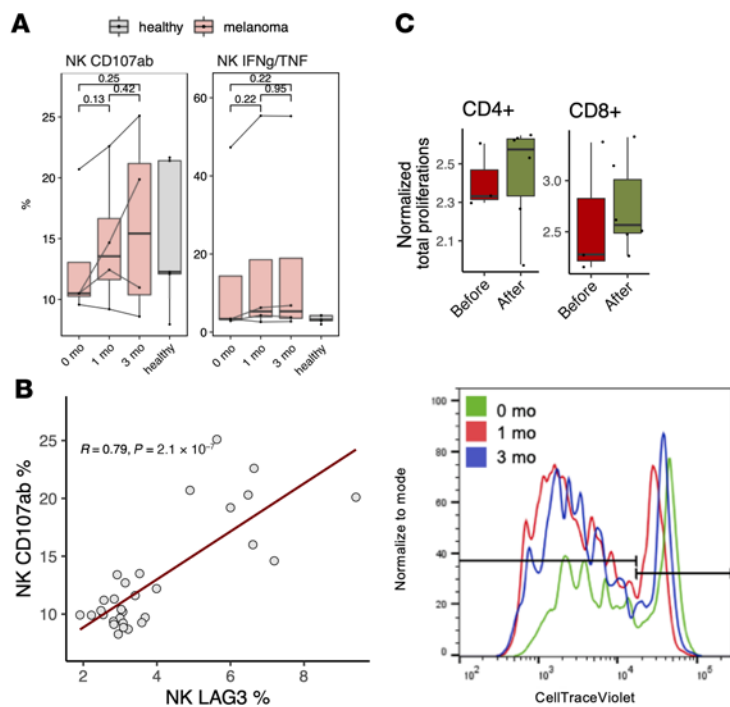 A
healthy
melanoma
NK CD107ab
NK IFNg/TNF
0.25
0.42
0.13
0.22
0.95
0.22
25
20
15
10
%
60
40
20
0
0 mo
1 mo
3 mo
healthy
0 mo
1 mo
3 mo
healthy
C
CD4+
CD8+
Normalized
total proliferations
2.5
2.3
2.1
3.0
2.5
Before
After
Before
After
B
R = 0.79, P = 2.1 × 10⁻⁷
NK CD107ab %
25
20
15
10
2
4
6
8
NK LAG3 %
0 mo
1 mo
3 mo
Normalize to mode
100
80
60
40
20
0
10²
10³
10⁴
10⁵
CellTraceViolet